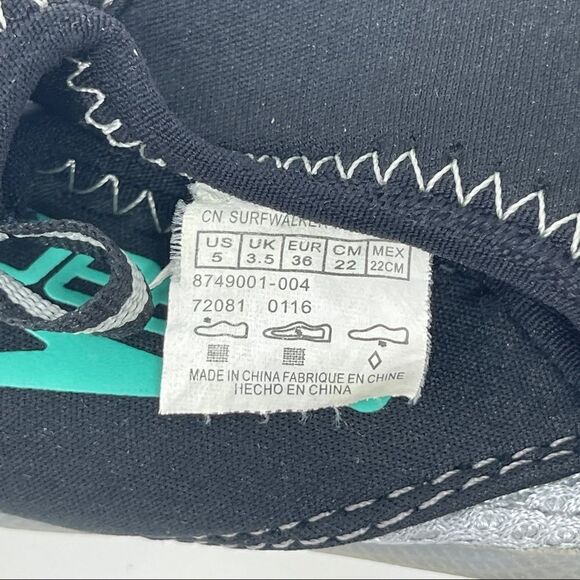 CN SURFWALKER
US UK EUR CM MEX
5 3.5 36 22 22CM
8749001-004
72081 0116
MADE IN CHINA FABRIQUE EN CHINE
HECHO EN CHINA